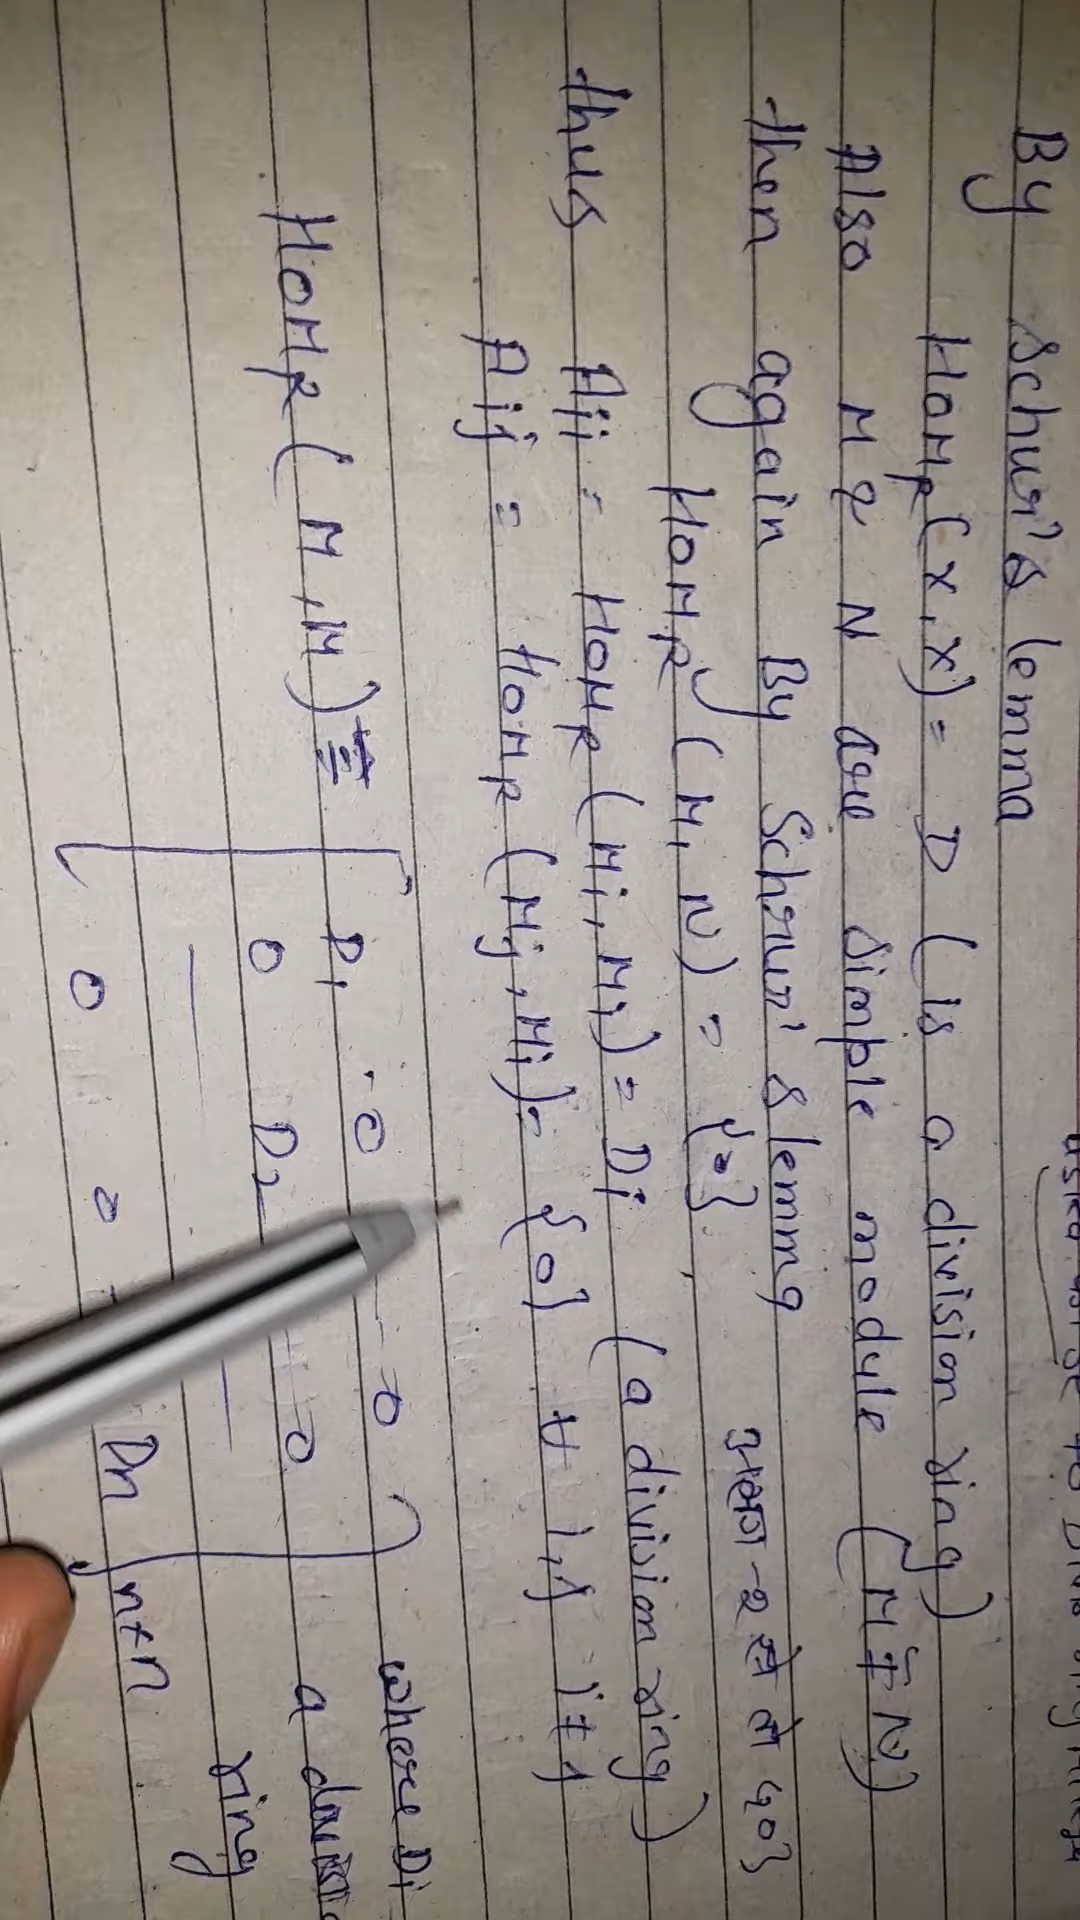 By Schur's lemma
HomR(x,x) = D (is a division ring)
Also M & N are simple module (M ≠ N)
then again By Schur's lemmg
HomR (M, N) = {0}
अलग-2 से तो {0}
thus Aii = HomR (Mi, Mi) = Di (a division ring)
Aij = HomR (Mj, Mi) = {0} ∀ i,j i≠j
HomR (M,M) ≅
D1 0 — 0
0 D2 — 0
0 0 Dn
n×n
where Di
a
ring